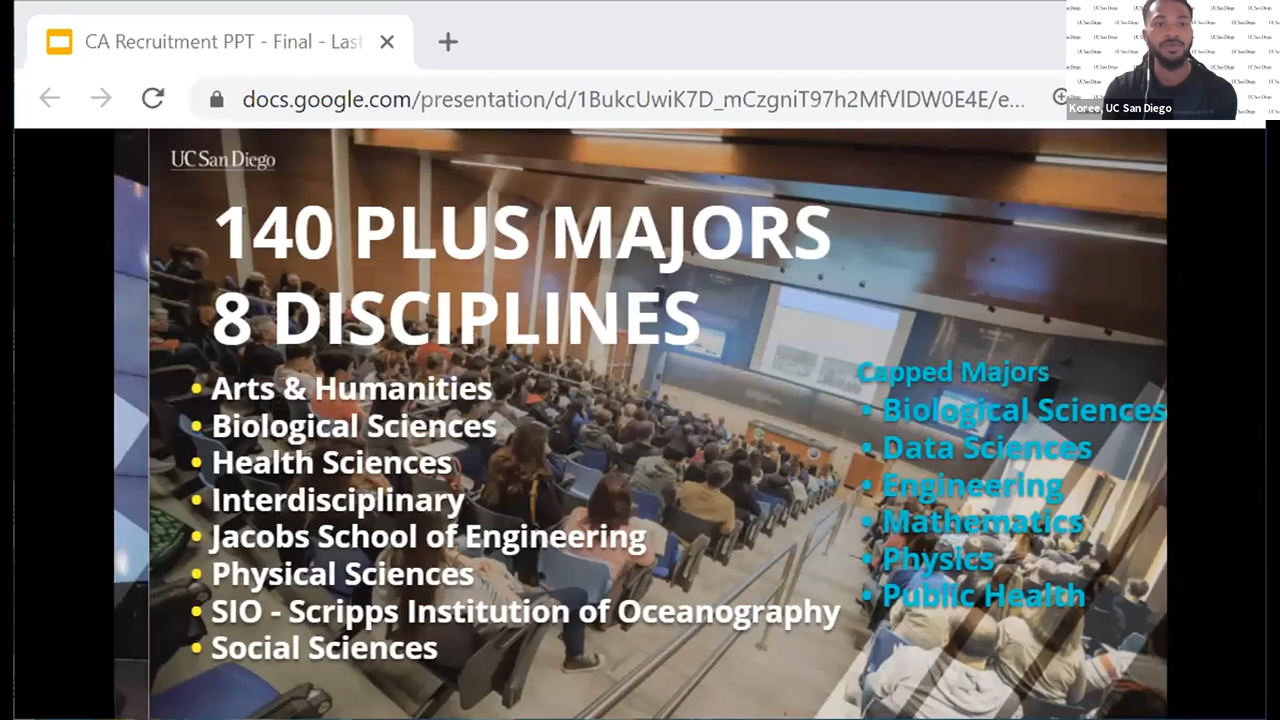 CA Recruitment PPT - Final - Last
docs.google.com/presentation/d/1BukcUwiK7D_mCzgniT97h2MfVlDW0E4E/e...
Koree, UC San Diego
UC San Diego
140 PLUS MAJORS
8 DISCIPLINES
• Arts & Humanities
• Biological Sciences
• Health Sciences
• Interdisciplinary
• Jacobs School of Engineering
• Physical Sciences
• SIO - Scripps Institution of Oceanography
• Social Sciences
Capped Majors
• Biological Sciences
• Data Sciences
• Engineering
• Mathematics
• Physics
• Public Health